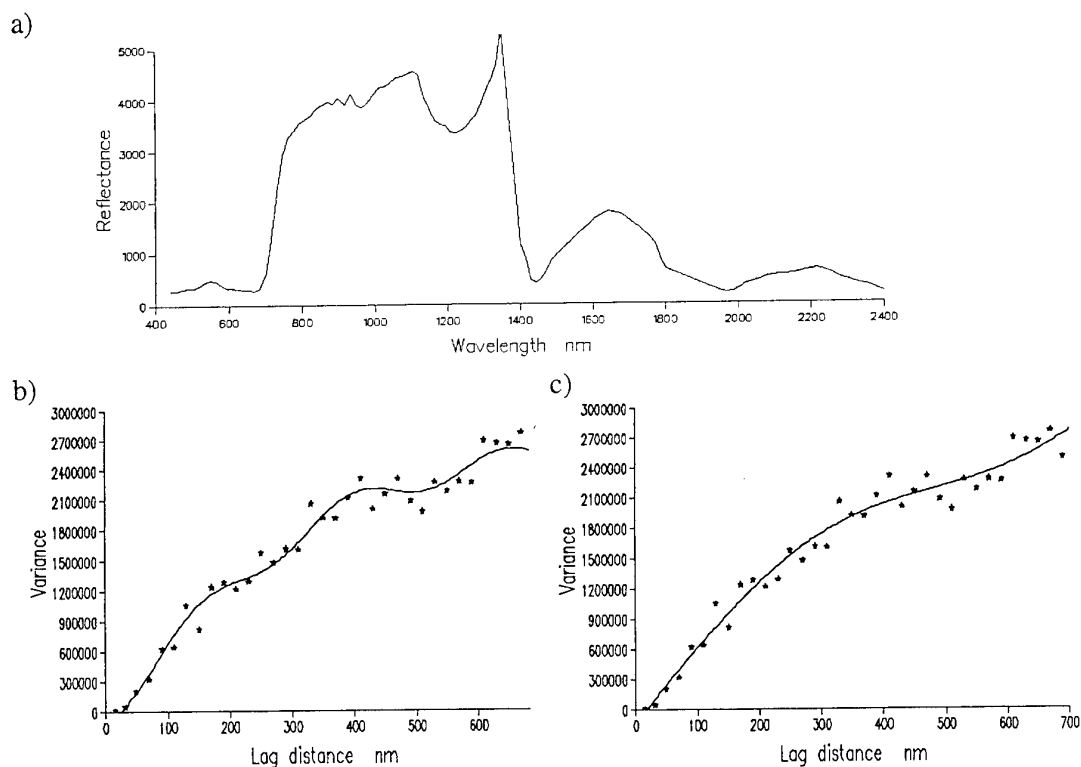 a)
5000
4000
3000
2000
1000
0
Reflectance
400 600 800 1000 1200 1400 1600 1800 2000 2200 2400
Wavelength nm
b)
3000000
2700000
2400000
2100000
1800000
1500000
1200000
900000
600000
300000
0
Variance
0 100 200 300 400 500 600
Lag distance nm
c)
3000000
2700000
2400000
2100000
1800000
1500000
1200000
900000
600000
300000
0
Variance
0 100 200 300 400 500 600 700
Lag distance nm